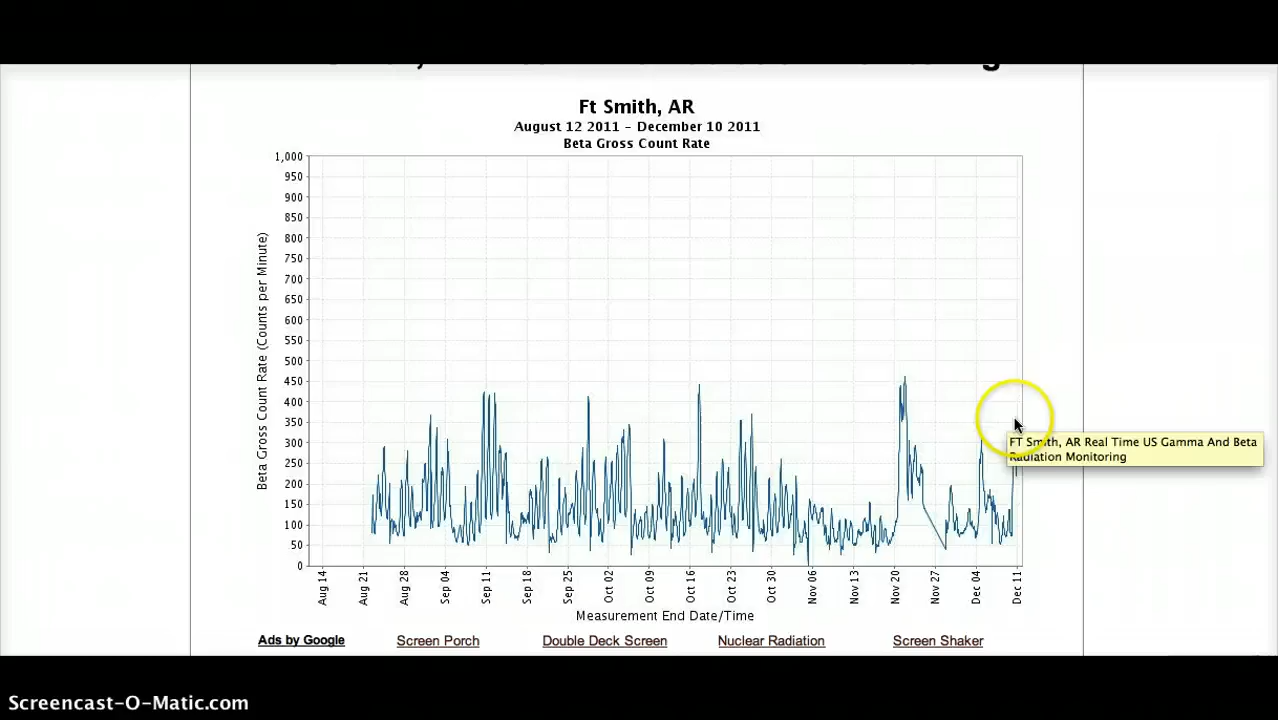 Ft Smith, AR
August 12 2011 – December 10 2011
Beta Gross Count Rate
Beta Gross Count Rate (Counts per Minute)
1,000
950
900
850
800
750
700
650
600
550
500
450
400
350
300
250
200
150
100
50
0
FT Smith, AR Real Time US Gamma And Beta
Radiation Monitoring
Aug 14
Aug 21
Aug 28
Sep 04
Sep 11
Sep 18
Sep 25
Oct 02
Oct 09
Oct 16
Oct 23
Oct 30
Nov 06
Nov 13
Nov 20
Nov 27
Dec 04
Dec 11
Measurement End Date/Time
Ads by Google Screen Porch Double Deck Screen Nuclear Radiation Screen Shaker
Screencast-O-Matic.com